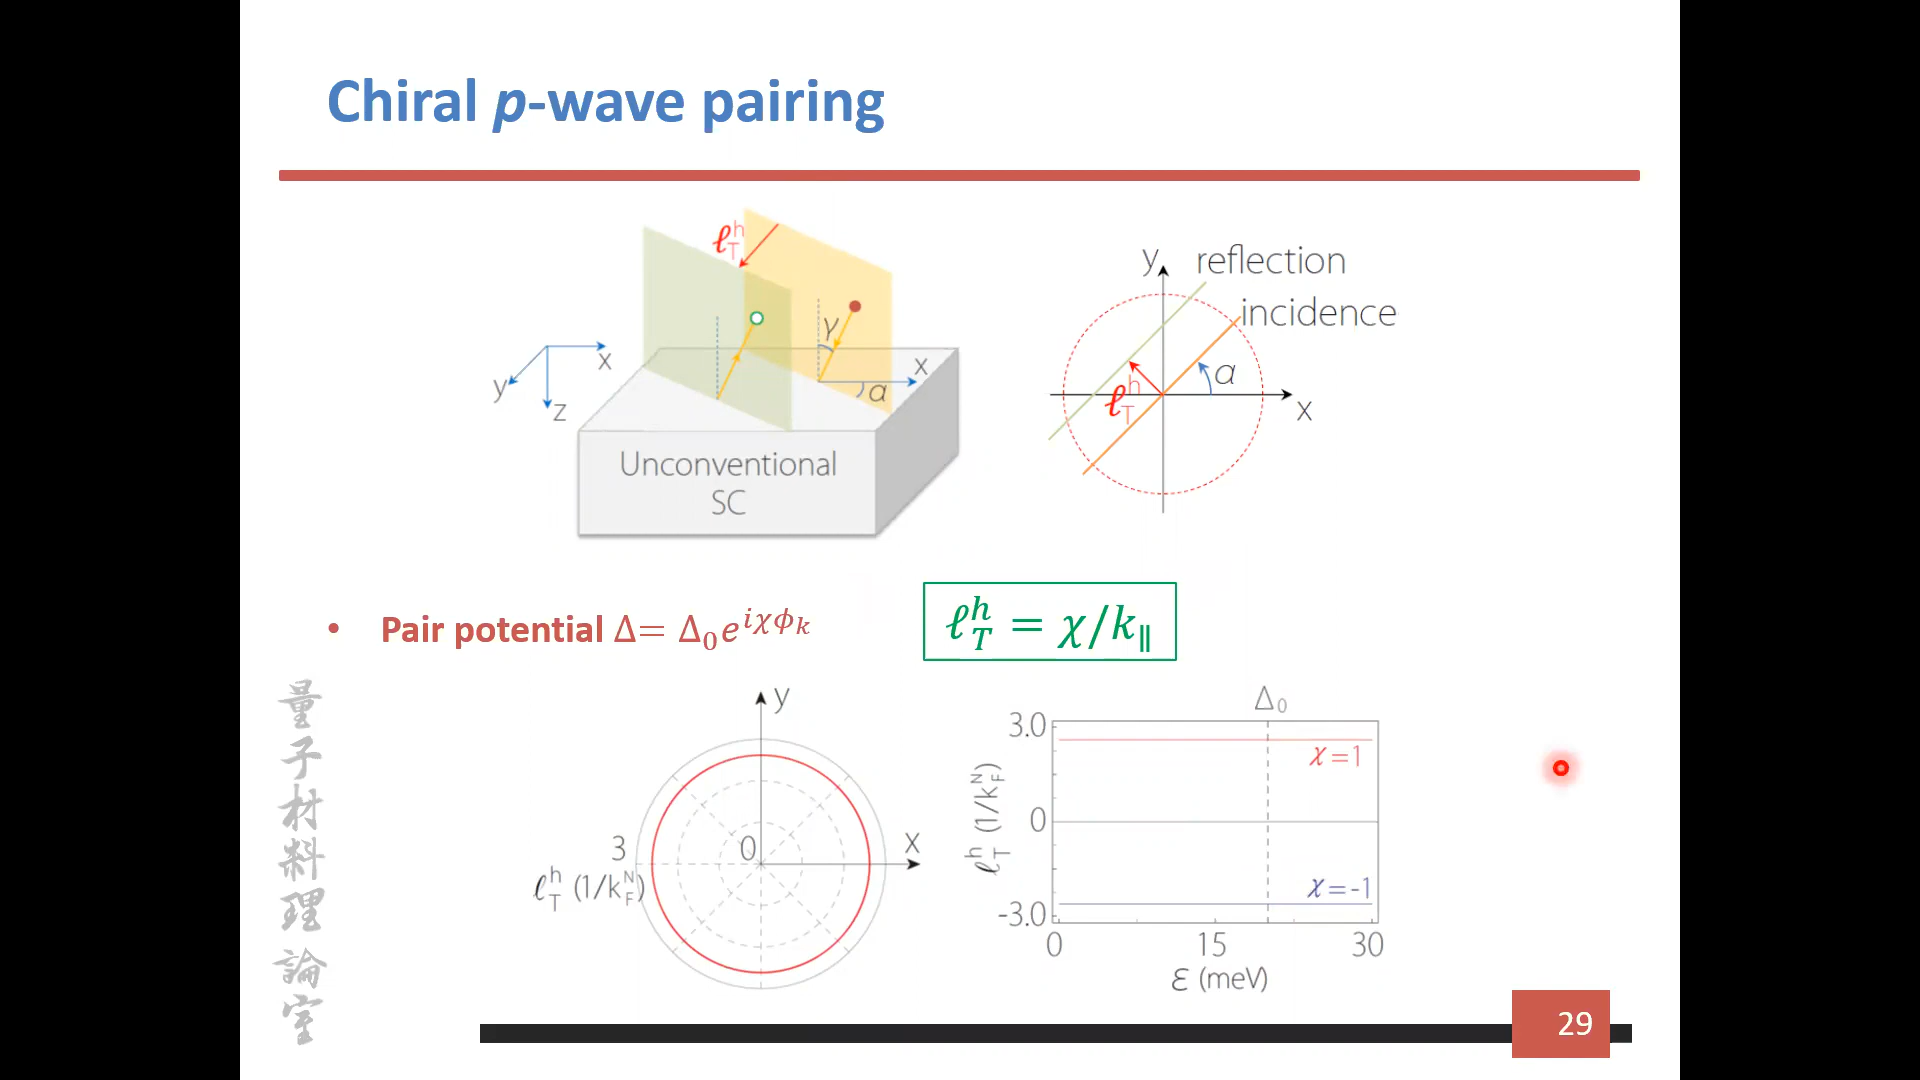 Chiral p-wave pairing
ℓ_T^h
γ
x
α
x
y
z
Unconventional
SC
y
reflection
incidence
α
ℓ_T^h
x
• Pair potential Δ= Δ₀e^{iχϕ_k}
ℓ_T^h = χ/k_∥
量子材料理論室
y
x
3
0
ℓ_T^h (1/k_F^N)
Δ₀
3.0
0
-3.0
χ=1
χ=-1
ℓ_T^h (1/k_F^N)
0 15 30
ℰ (meV)
29